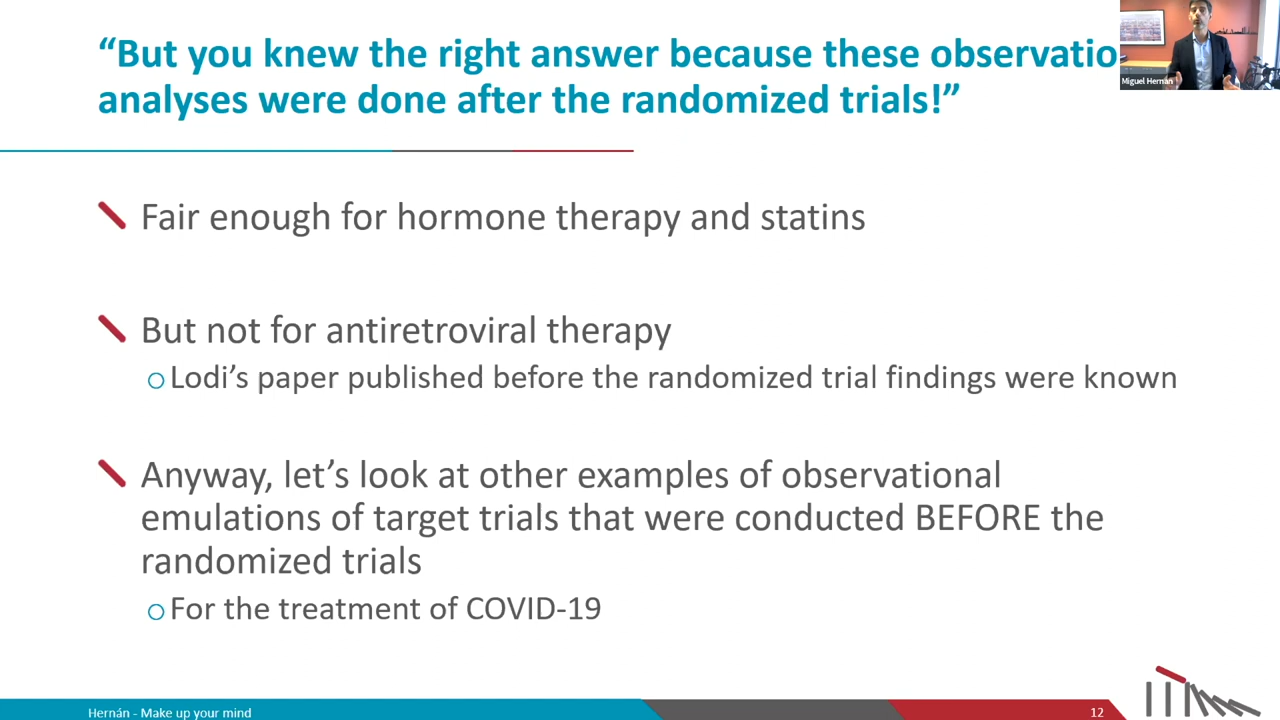 “But you knew the right answer because these observatio
analyses were done after the randomized trials!”
Miguel Hernán
Fair enough for hormone therapy and statins
But not for antiretroviral therapy
Lodi’s paper published before the randomized trial findings were known
Anyway, let’s look at other examples of observational
emulations of target trials that were conducted BEFORE the
randomized trials
For the treatment of COVID-19
Hernán - Make up your mind
12